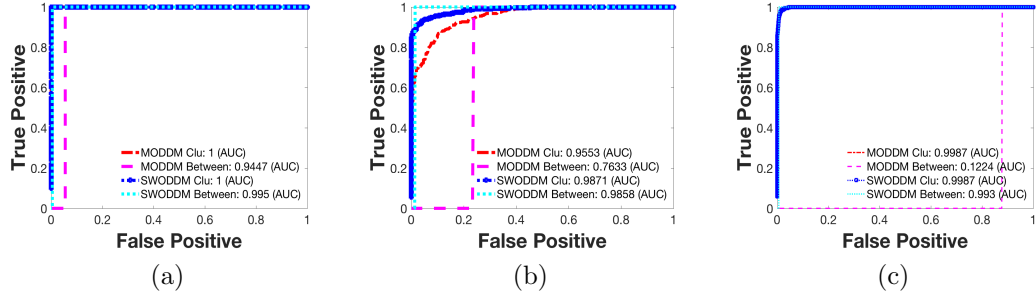 1
0.8
0.6
0.4
0.2
0
True Positive
MODDM Clu: 1 (AUC)
MODDM Between: 0.9447 (AUC)
SWODDM Clu: 1 (AUC)
SWODDM Between: 0.995 (AUC)
0 0.2 0.4 0.6 0.8 1
False Positive
(a)
1
0.8
0.6
0.4
0.2
0
True Positive
MODDM Clu: 0.9553 (AUC)
MODDM Between: 0.7633 (AUC)
SWODDM Clu: 0.9871 (AUC)
SWODDM Between: 0.9858 (AUC)
0 0.2 0.4 0.6 0.8 1
False Positive
(b)
1
0.8
0.6
0.4
0.2
0
True Positive
MODDM Clu: 0.9987 (AUC)
MODDM Between: 0.1224 (AUC)
SWODDM Clu: 0.9987 (AUC)
SWODDM Between: 0.993 (AUC)
0 0.2 0.4 0.6 0.8 1
False Positive
(c)